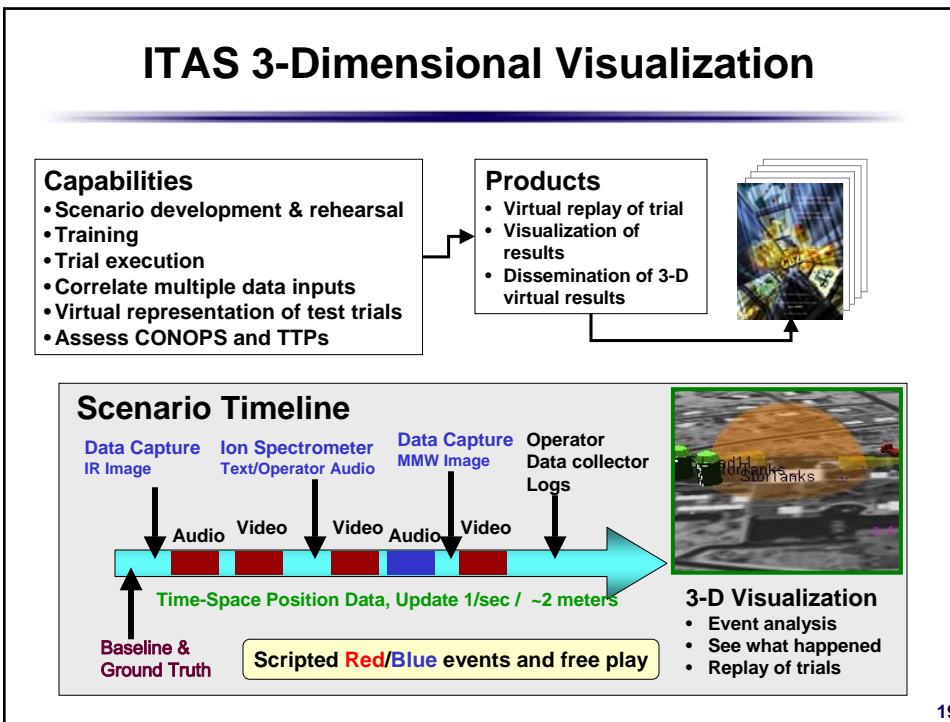 ITAS 3-Dimensional Visualization
Capabilities
• Scenario development & rehearsal
• Training
• Trial execution
• Correlate multiple data inputs
• Virtual representation of test trials
• Assess CONOPS and TTPs
Products
• Virtual replay of trial
• Visualization of
results
• Dissemination of 3-D
virtual results
Scenario Timeline
Data Capture
IR Image
Ion Spectrometer
Text/Operator Audio
Data Capture
MMW Image
Operator
Data collector
Logs
Audio
Video
Video
Audio
Video
Time-Space Position Data, Update 1/sec / ~2 meters
Baseline &
Ground Truth
Scripted Red/Blue events and free play
StorTanks
StorTanks
3-D Visualization
• Event analysis
• See what happened
• Replay of trials